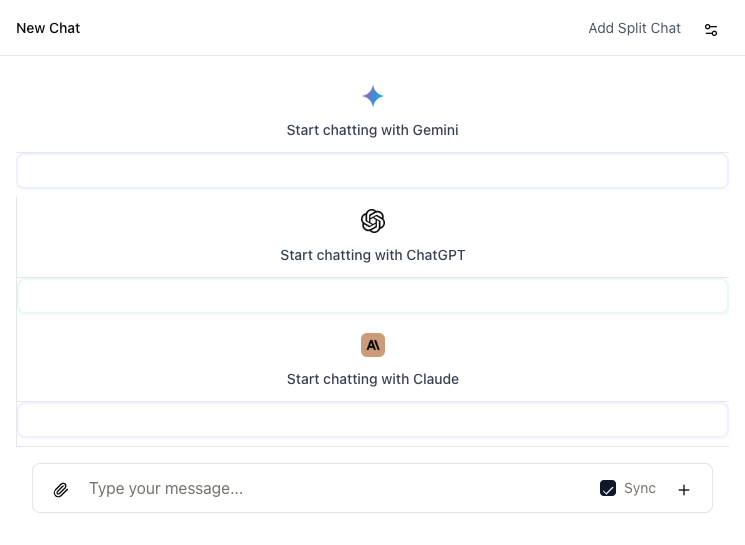 New Chat
Add Split Chat
Start chatting with Gemini
Start chatting with ChatGPT
Start chatting with Claude
Type your message...
Sync